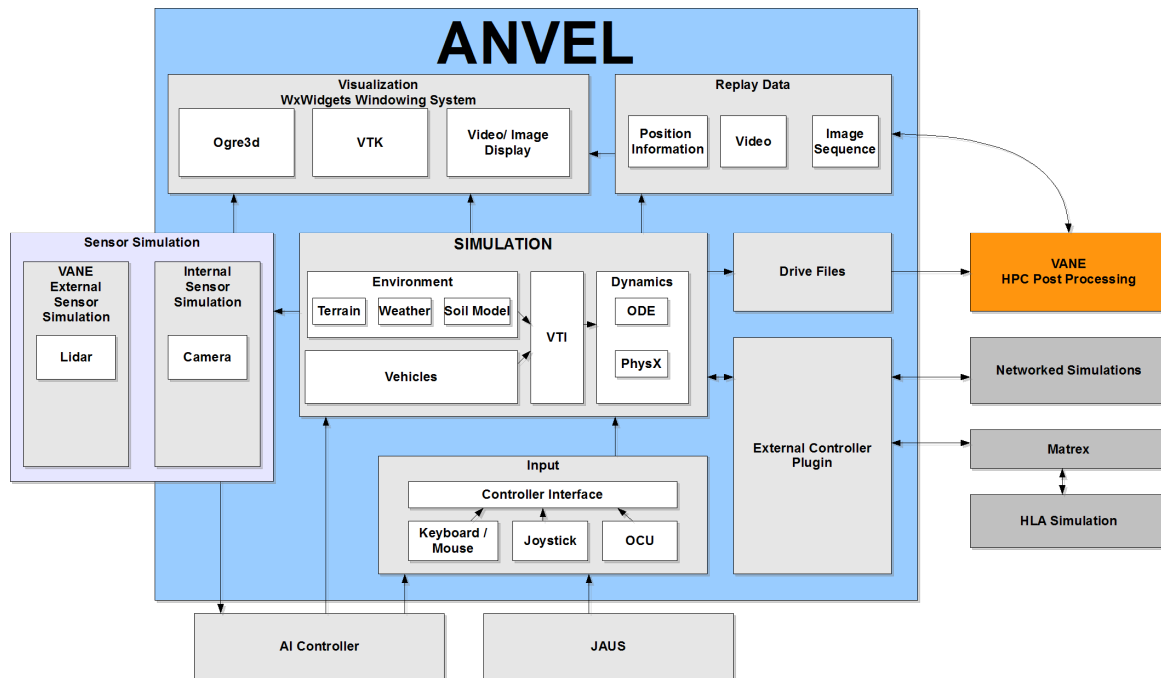 ANVEL
Visualization
WxWidgets Windowing System
Ogre3d
VTK
Video/ Image
Display
Replay Data
Position
Information
Video
Image
Sequence
Sensor Simulation
VANE
External
Sensor
Simulation
Lidar
Internal
Sensor
Simulation
Camera
SIMULATION
Environment
Terrain
Weather
Soil Model
Vehicles
VTI
Dynamics
ODE
PhysX
Drive Files
VANE
HPC Post Processing
Networked Simulations
External Controller
Plugin
Matrex
HLA Simulation
Input
Controller Interface
Keyboard /
Mouse
Joystick
OCU
AI Controller
JAUS